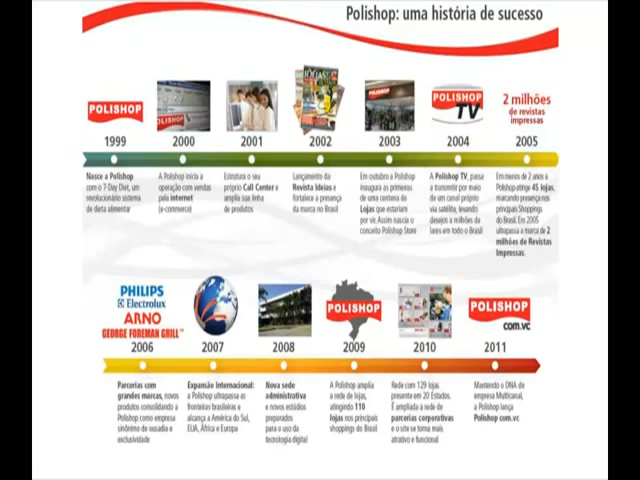 Polishop: uma história de sucesso
POLISHOP
POLISHOP
POLISHOP
TV
2 milhões
de revistas
impressas
1999
2000
2001
2002
2003
2004
2005
Nasce a Polishop
com o 7-Day Diet, um
revolucionário sistema
de dieta alimentar
A Polishop inicia a
operação com vendas
pela internet
(e-commerce)
Estrutura o seu
próprio Call Center e
amplia sua linha
de produtos
Lançamento da
Revista Ideias e
fortalece a presença
da marca no Brasil
Em outubro a Polishop
inaugura as primeiras
de uma centena de
Lojas que estariam
por vir. Assim nascia o
conceito Polishop Store
A Polishop TV, passa
a transmitir por meio
de um canal próprio
via satélite, levando
desejos a milhões de
lares em todo o Brasil
Em menos de 2 anos a
Polishop atinge 45 lojas,
marcando presença nos
principais Shoppings
do Brasil. Em 2005
ultrapassa a marca de 2
milhões de Revistas
Impressas.
PHILIPS
Electrolux
ARNO
GEORGE FOREMAN GRILL
POLISHOP
POLISHOP
com.vc
2006
2007
2008
2009
2010
2011
Parcerias com
grandes marcas, novos
produtos consolidando a
Polishop como empresa
sinônimo de ousadia e
exclusividade
Expansão Internacional:
a Polishop ultrapassa as
fronteiras brasileiras e
alcança a América do Sul,
EUA, África e Europa
Nova sede
administrativa
e novos estúdios
preparados
para o uso da
tecnologia digital
A Polishop amplia
a rede de lojas,
atingindo 110
lojas nos principais
shoppings do Brasil
Rede com 129 lojas
presente em 20 Estados.
É ampliada a rede de
parcerias corporativas
e o site se torna mais
atrativo e funcional
Mantendo o DNA de
empresa Multicanal,
a Polishop lança
Polishop com.vc